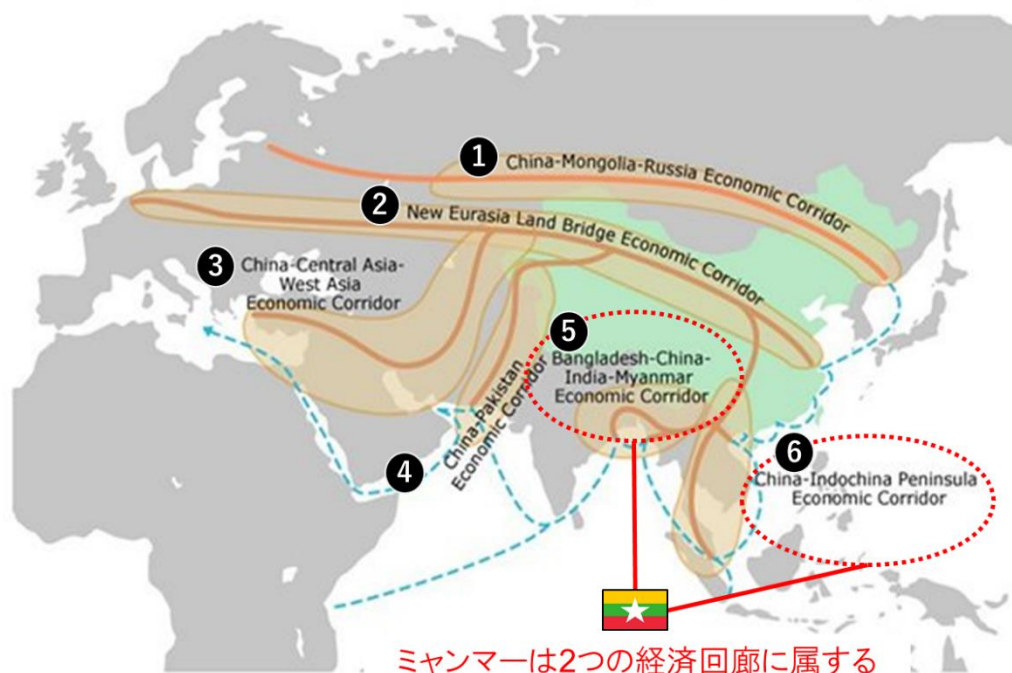 1
China-Mongolia-Russia Economic Corridor
2
New Eurasia Land Bridge Economic Corridor
3
China-Central Asia-
West Asia
Economic Corridor
4
China-Pakistan
Economic Corridor
5
Bangladesh-China-
India-Myanmar
Economic Corridor
6
China-Indochina Peninsula
Economic Corridor
ミャンマーは2つの経済回廊に属する